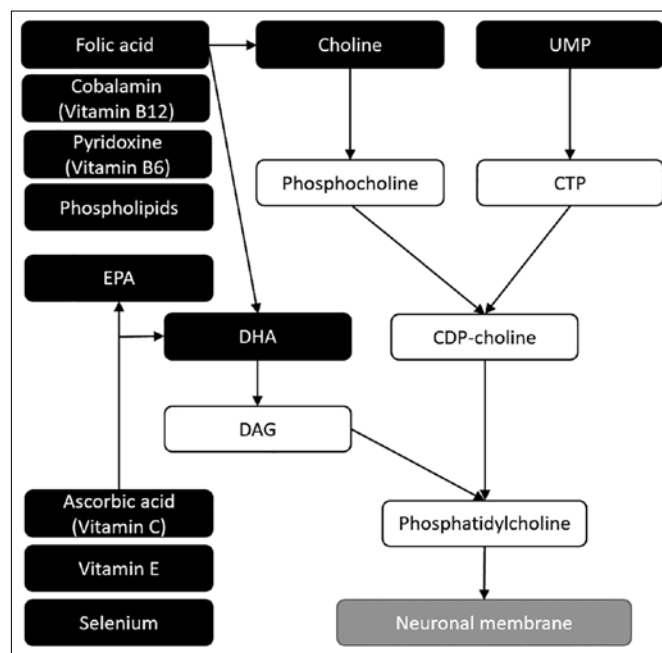 Folic acid
Choline
UMP
Cobalamin
(Vitamin B12)
Pyridoxine
(Vitamin B6)
Phosphocholine
CTP
Phospholipids
EPA
DHA
CDP-choline
DAG
Ascorbic acid
(Vitamin C)
Phosphatidylcholine
Vitamin E
Selenium
Neuronal membrane